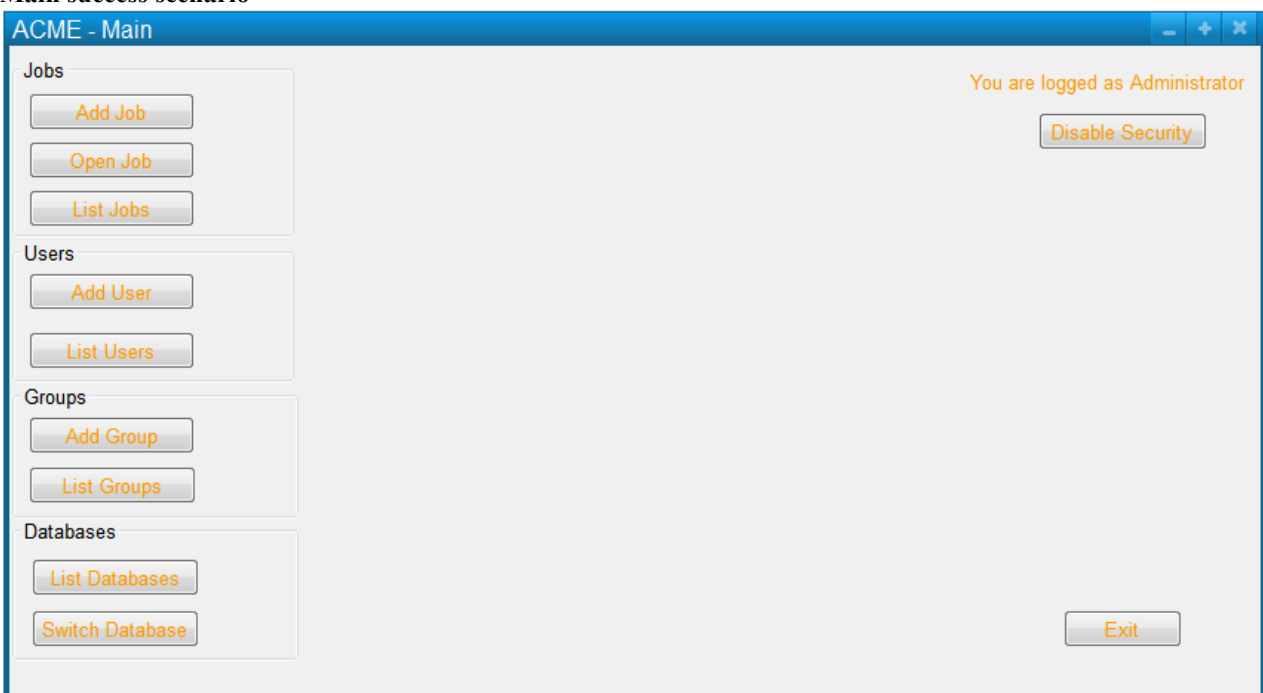 Main success scenario
ACME - Main
Jobs
You are logged as Administrator
Add Job
Disable Security
Open Job
List Jobs
Users
Add User
List Users
Groups
Add Group
List Groups
Databases
List Databases
Switch Database
Exit